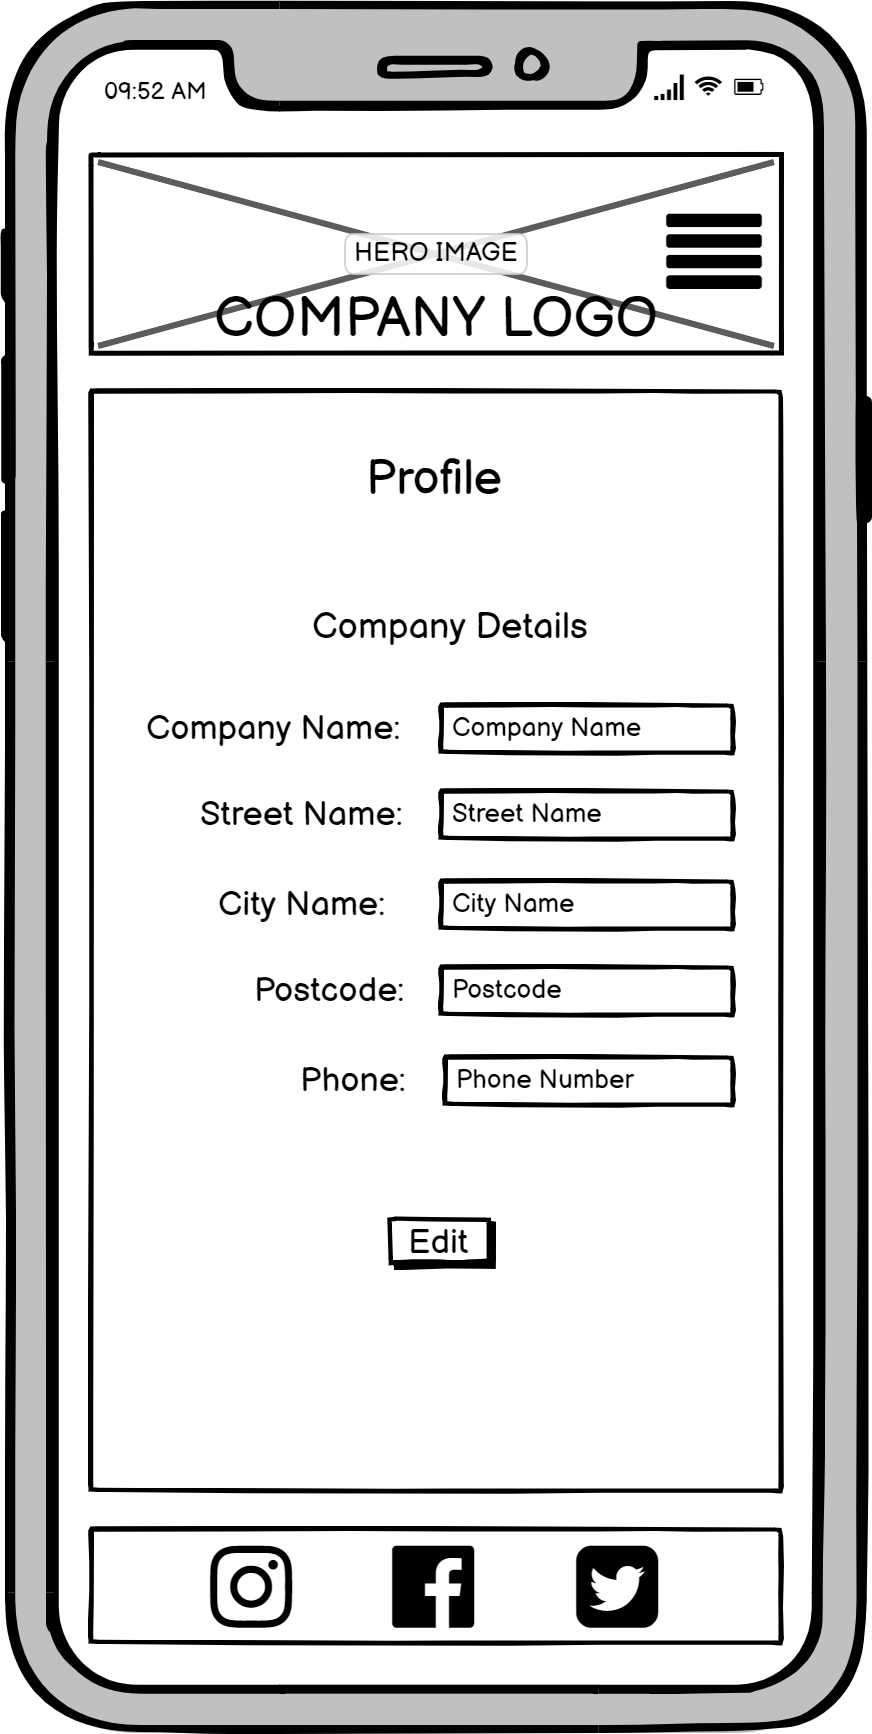 09:52 AM
HERO IMAGE
COMPANY LOGO
Profile
Company Details
Company Name: Company Name
Street Name: Street Name
City Name: City Name
Postcode: Postcode
Phone: Phone Number
Edit